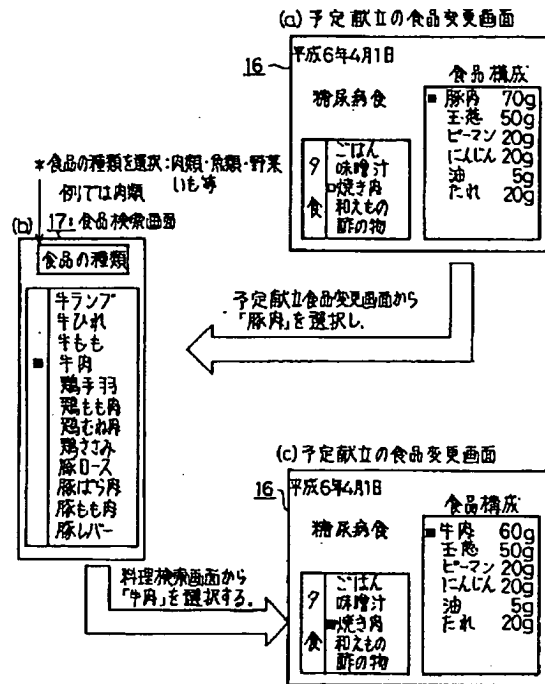 (a) 予定献立の食品変更画面
16
平成6年4月1日
糖尿病食
食品構成
■ 豚肉 70g
玉葱 50g
ピーマン 20g
にんじん 20g
油 5g
たれ 20g
夕食
ごはん
味噌汁
□焼き肉
和えもの
酢の物
*食品の種類を選択:肉類・魚類・野菜
いも等
例では肉類
(b) 17:食品検索画面
食品の種類
牛ランプ
牛ひれ
牛もも
■ 牛肉
鶏手羽
鶏もも肉
鶏むね肉
鶏ささみ
豚ロース
豚ばら肉
豚もも肉
豚レバー
予定献立食品変更画面から
「豚肉」を選択し、
(c) 予定献立の食品変更画面
16
平成6年4月1日
糖尿病食
食品構成
■ 牛肉 60g
玉葱 50g
ピーマン 20g
にんじん 20g
油 5g
たれ 20g
夕食
ごはん
味噌汁
■焼き肉
和えもの
酢の物
料理検索画面から
「牛肉」を選択する。